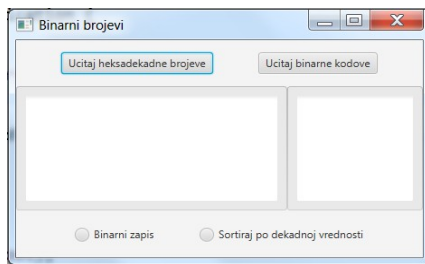 Binarni brojevi
Ucitaj heksadekadne brojeve Ucitaj binarne kodove
Binarni zapis Sortiraj po dekadnoj vrednosti